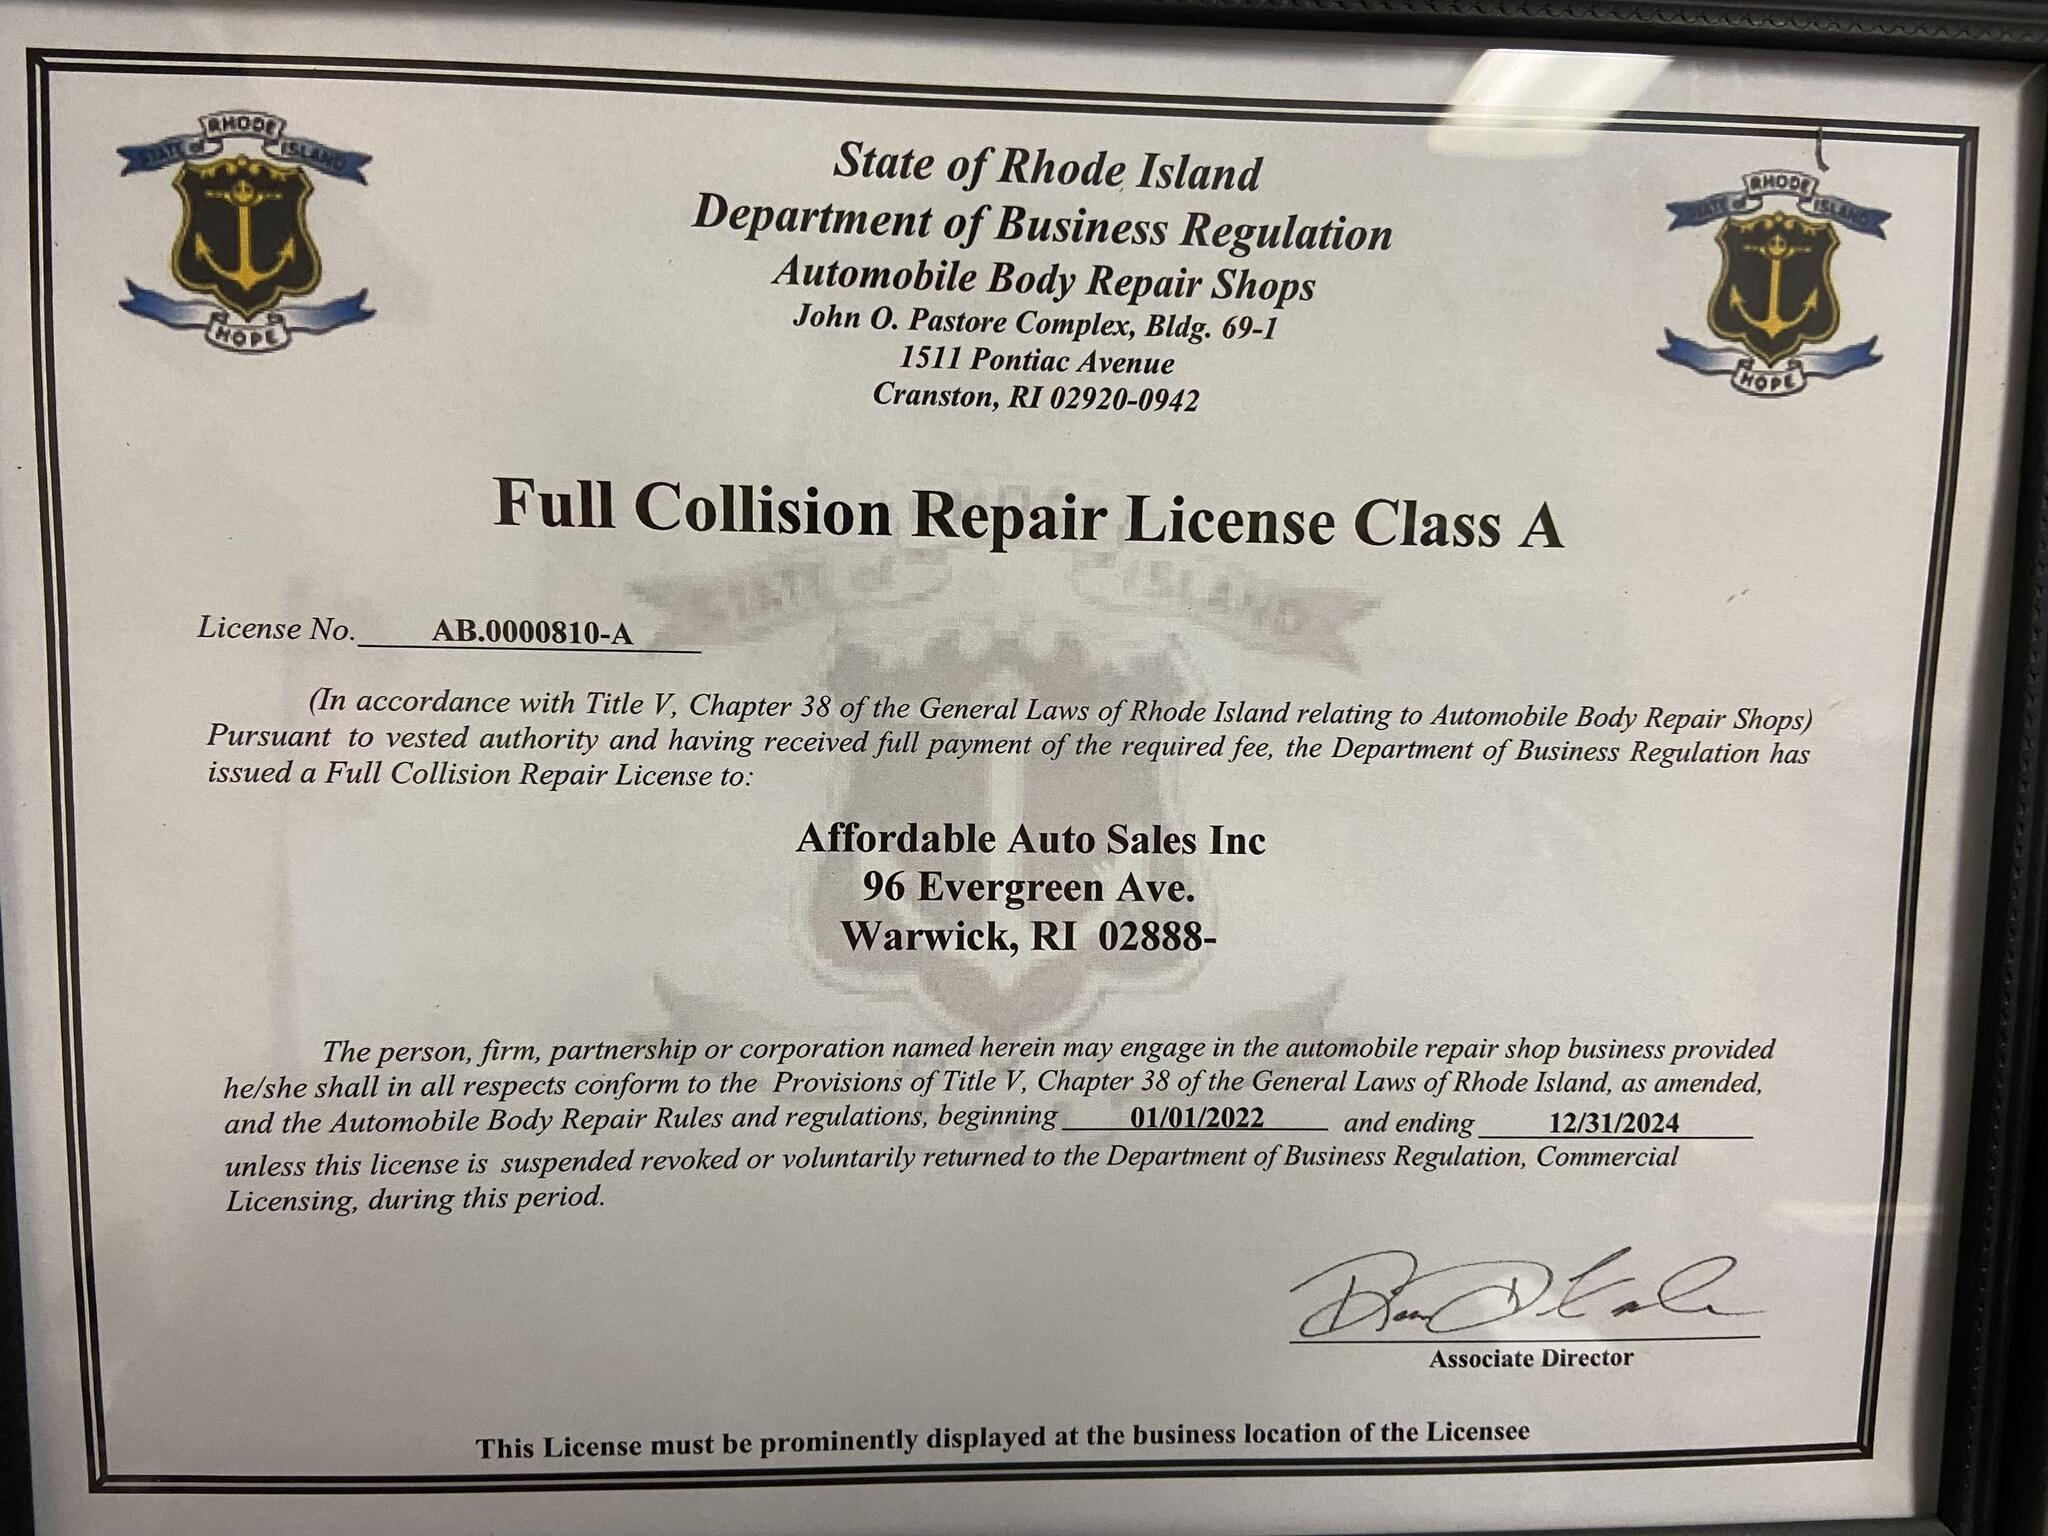 RHODE
STATE of ISLAND
HOPE
RHODE
STATE of ISLAND
HOPE
State of Rhode Island
Department of Business Regulation
Automobile Body Repair Shops
John O. Pastore Complex, Bldg. 69-1
1511 Pontiac Avenue
Cranston, RI 02920-0942
Full Collision Repair License Class A
License No. AB.0000810-A
(In accordance with Title V, Chapter 38 of the General Laws of Rhode Island relating to Automobile Body Repair Shops)
Pursuant to vested authority and having received full payment of the required fee, the Department of Business Regulation has
issued a Full Collision Repair License to:
Affordable Auto Sales Inc
96 Evergreen Ave.
Warwick, RI 02888-
The person, firm, partnership or corporation named herein may engage in the automobile repair shop business provided
he/she shall in all respects conform to the Provisions of Title V, Chapter 38 of the General Laws of Rhode Island, as amended,
and the Automobile Body Repair Rules and regulations, beginning 01/01/2022 and ending 12/31/2024
unless this license is suspended revoked or voluntarily returned to the Department of Business Regulation, Commercial
Licensing, during this period.
Associate Director
This License must be prominently displayed at the business location of the Licensee